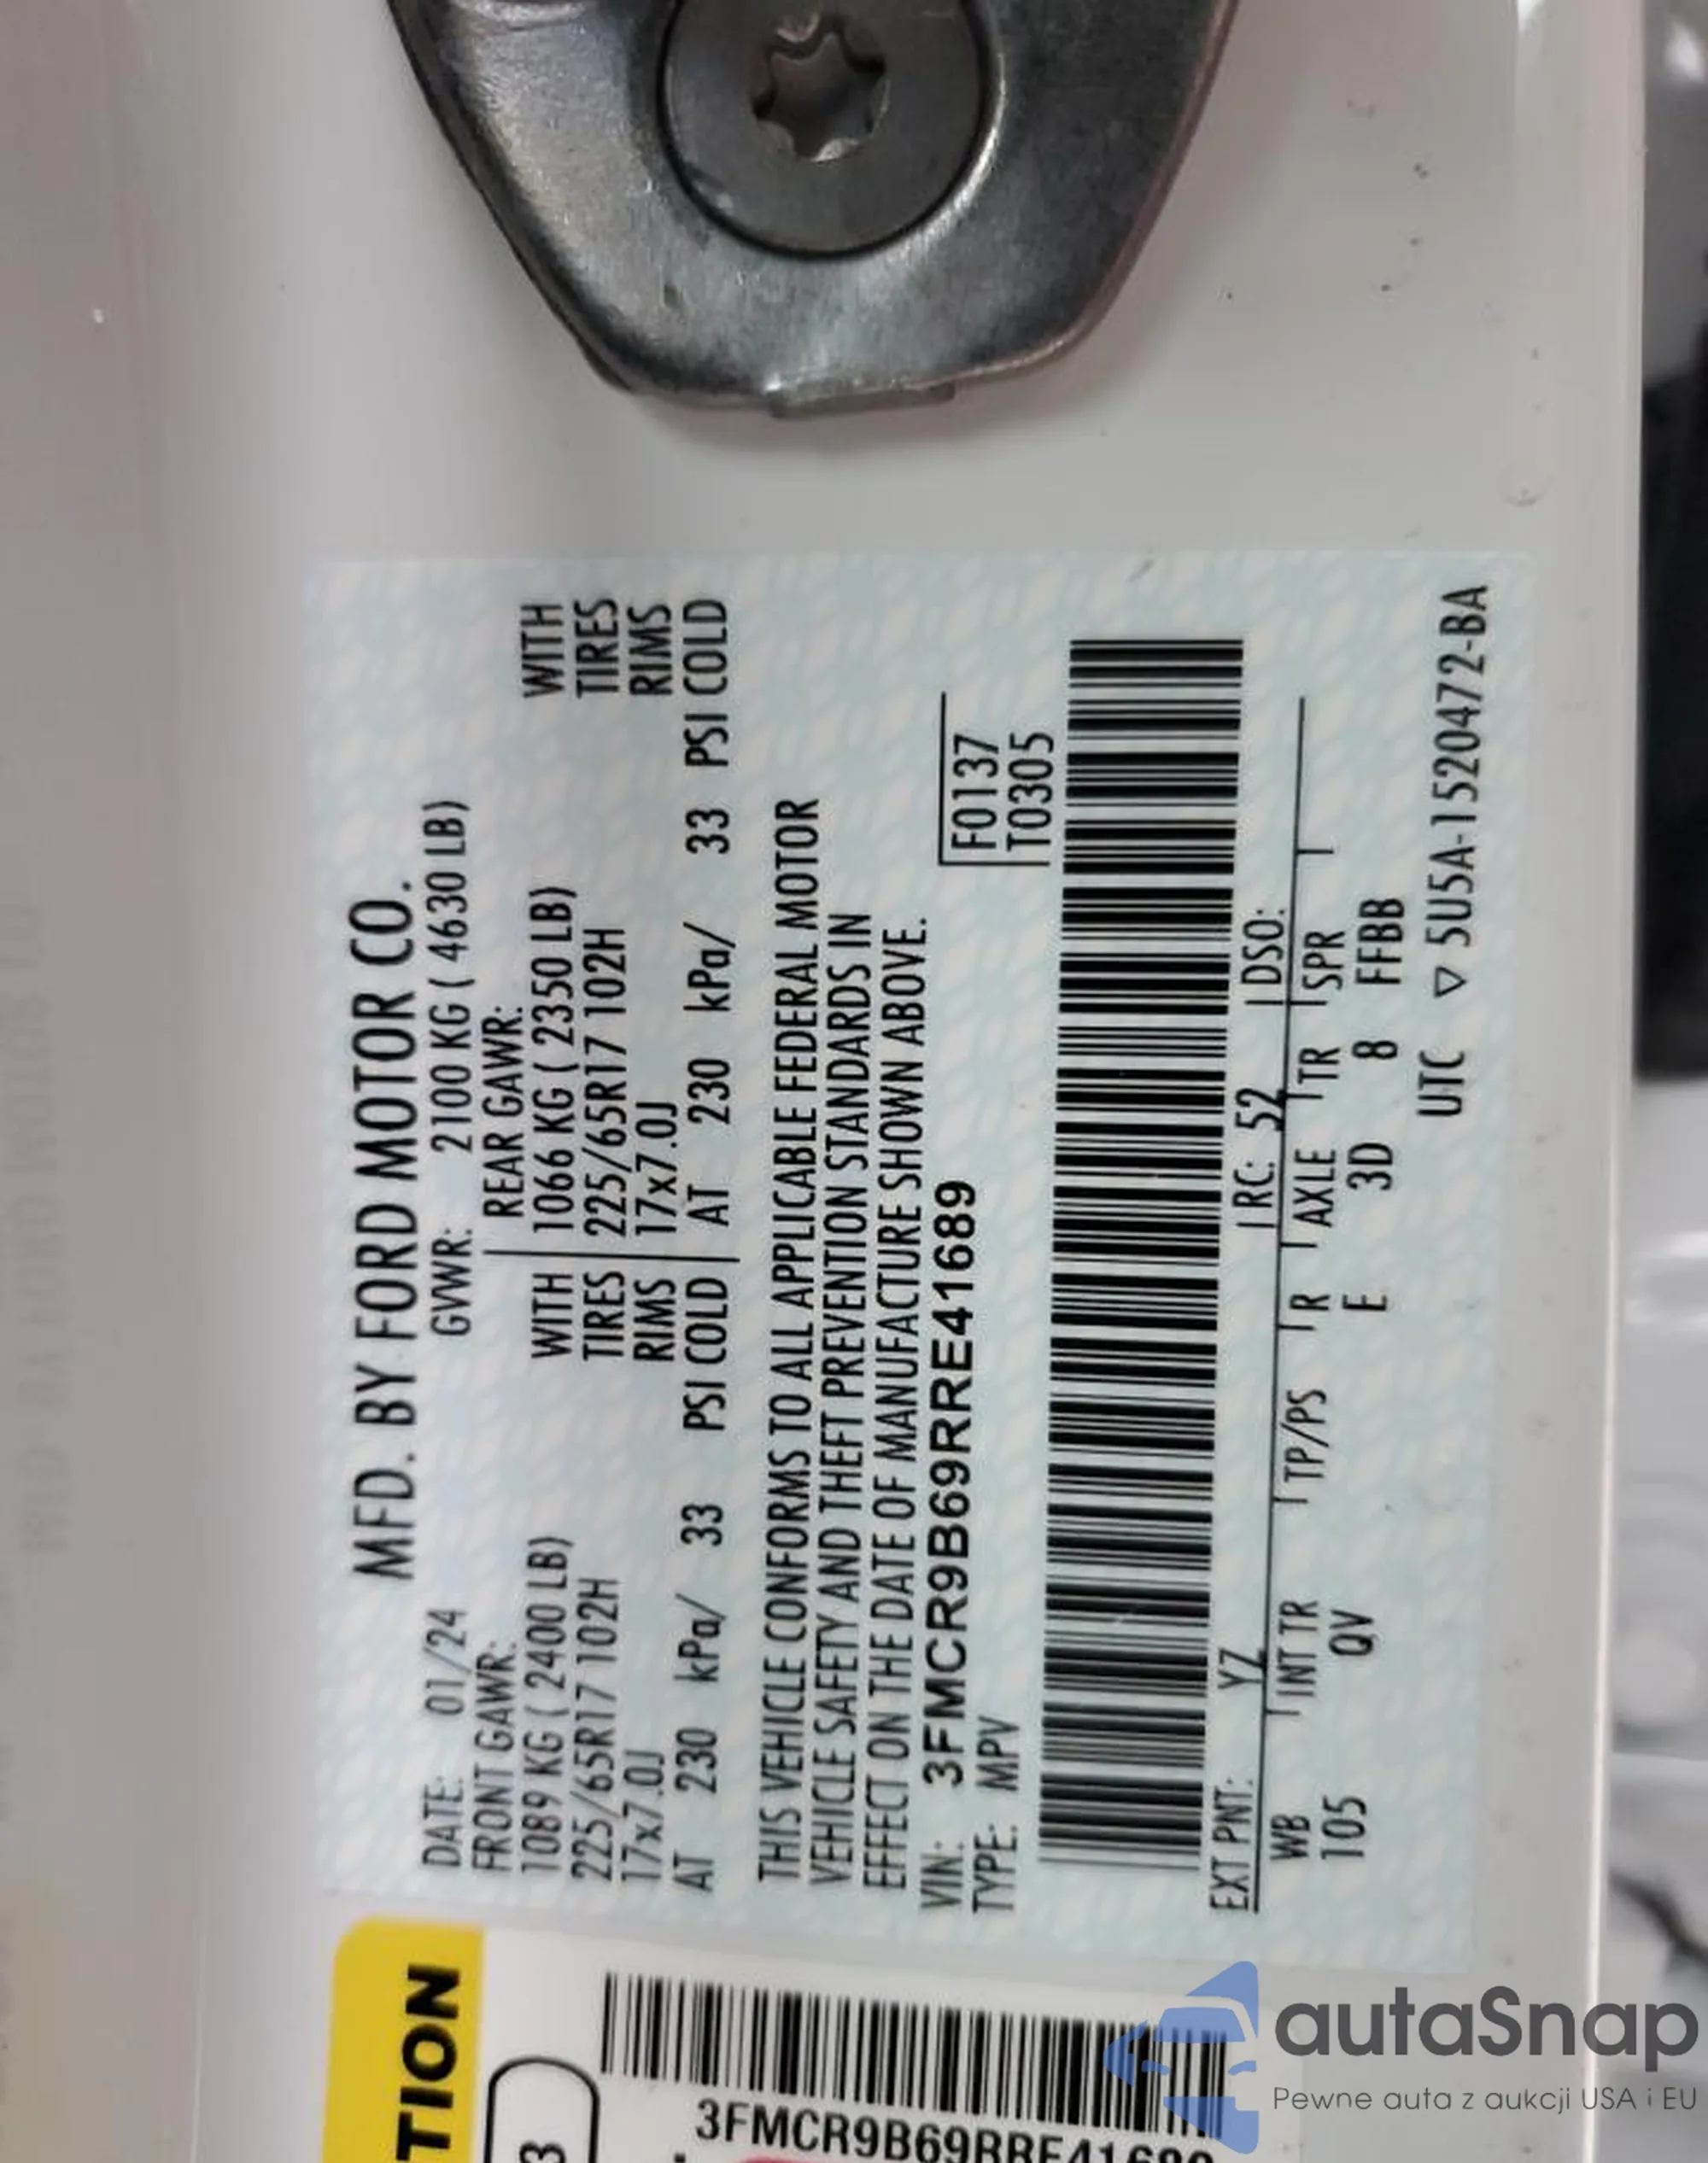 MFD. BY FORD MOTOR CO.
DATE: 01/24 GVWR: 2100 KG ( 4630 LB)
FRONT GAWR: REAR GAWR:
1089 KG ( 2400 LB) WITH 1066 KG ( 2350 LB) WITH
225/65R17 102H TIRES 225/65R17 102H TIRES
17x7.0J RIMS 17x7.0J RIMS
AT 230 kPa/ 33 PSI COLD AT 230 kPa/ 33 PSI COLD
THIS VEHICLE CONFORMS TO ALL APPLICABLE FEDERAL MOTOR
VEHICLE SAFETY AND THEFT PREVENTION STANDARDS IN
EFFECT ON THE DATE OF MANUFACTURE SHOWN ABOVE.
VIN: 3FMCR9B69RRE41689 F0137
TYPE: MPV T0305
EXT PNT: YZ RC: 52 DSO:
WB INT TR TP/PS R AXLE TR SPR
105 QV E 3D 8 FFBB
UTC ▽ 5U5A-1520472-BA
TION
3
3FMCR9B69RRE41689
autaSnap
Pewne auta z aukcji USA i EU